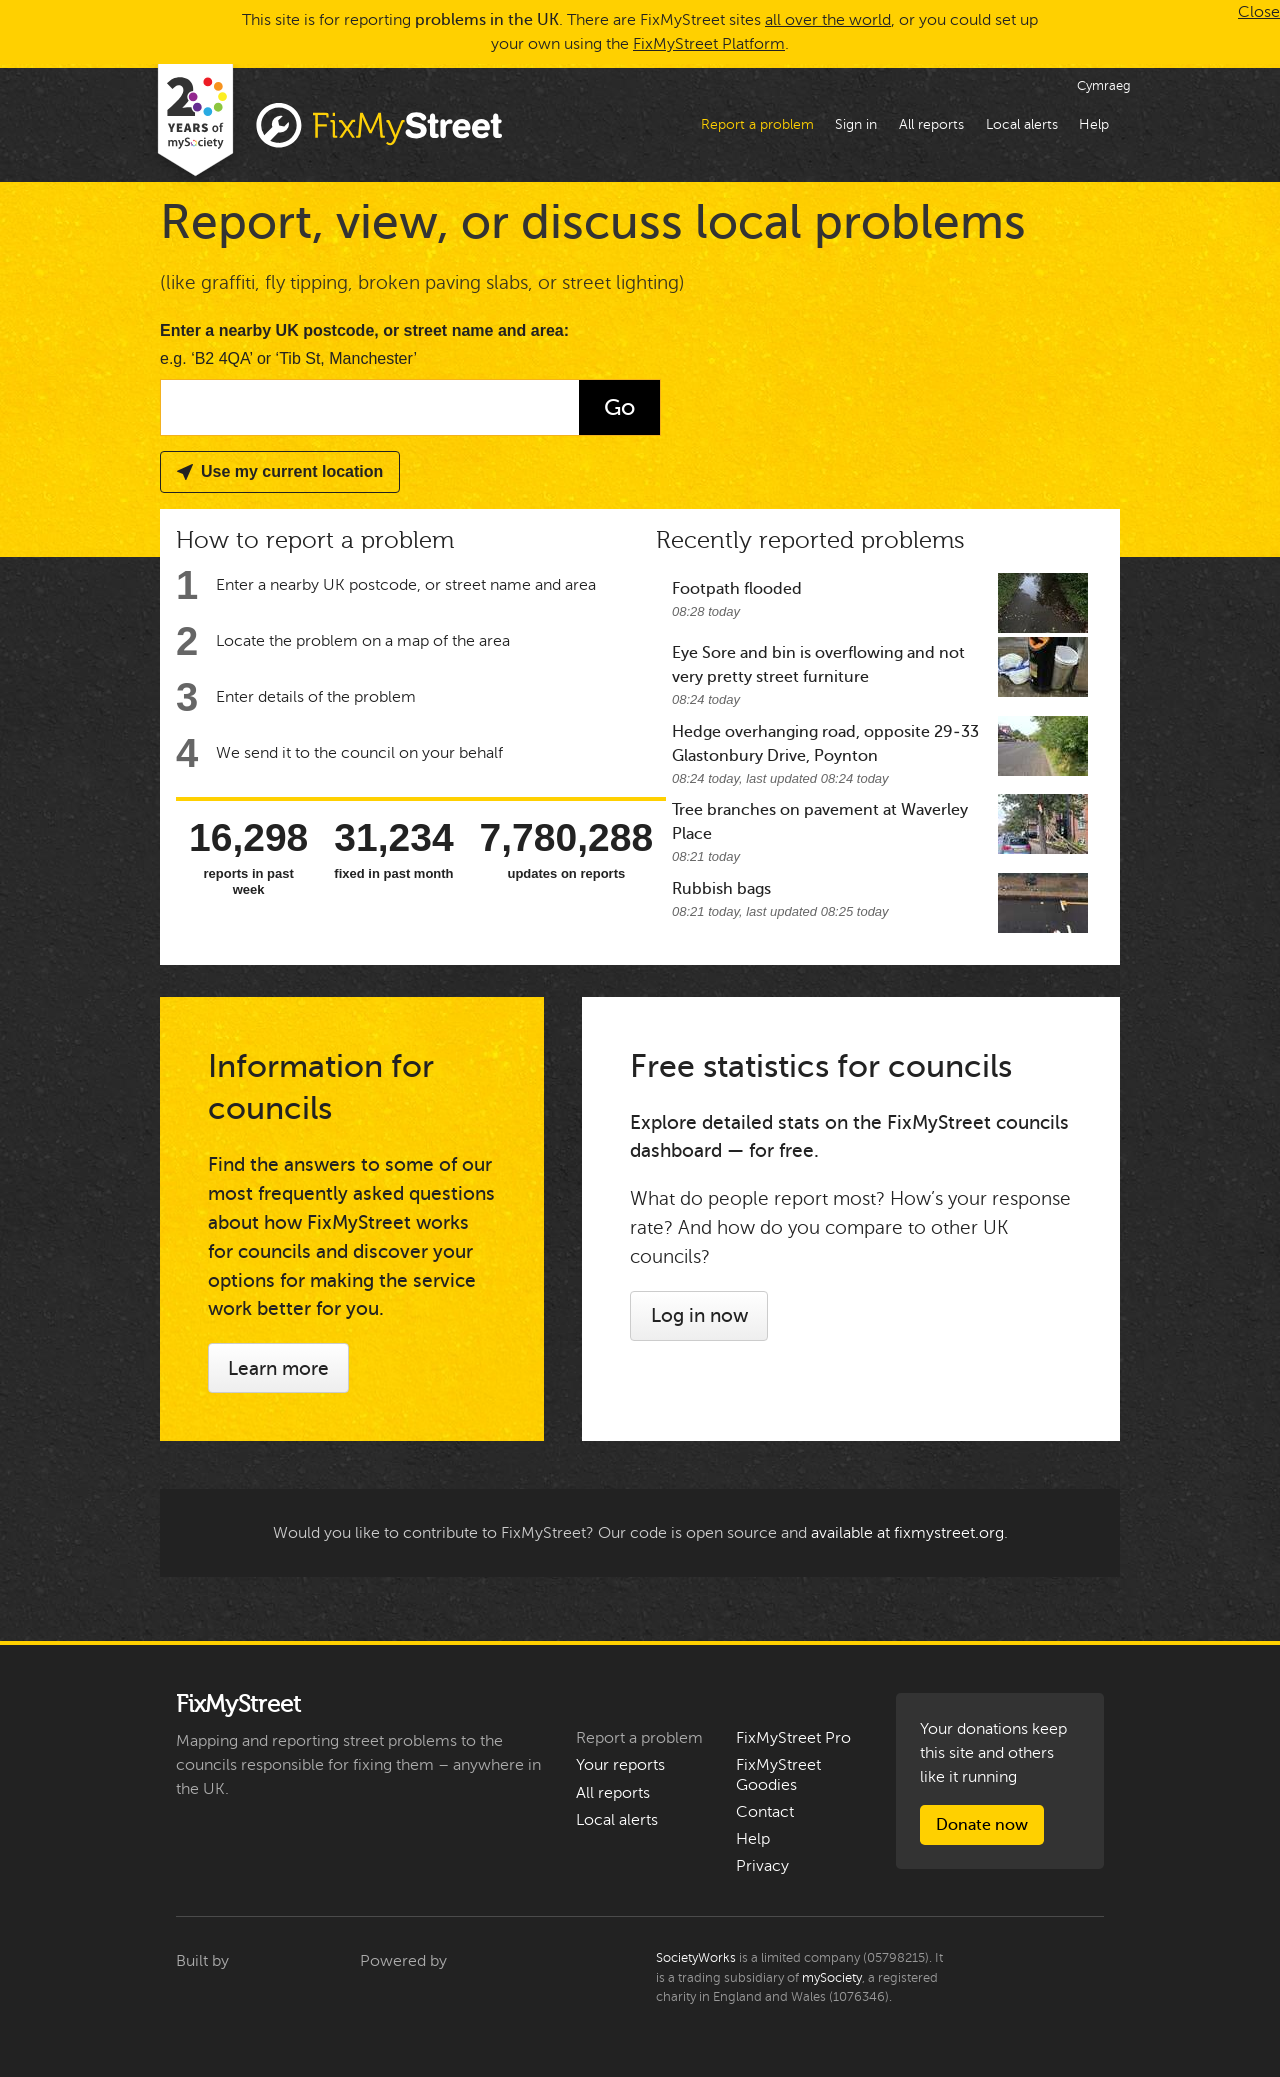 This site is for reporting problems in the UK. There are FixMyStreet sites all over the world, or you could set up
your own using the FixMyStreet Platform.
Close
20
YEARS of
mySociety
FixMyStreet
Cymraeg
Report a problem
Sign in
All reports
Local alerts
Help
Report, view, or discuss local problems
(like graffiti, fly tipping, broken paving slabs, or street lighting)
Enter a nearby UK postcode, or street name and area:
e.g. ‘B2 4QA’ or ‘Tib St, Manchester’
Go
Use my current location
How to report a problem
1 Enter a nearby UK postcode, or street name and area
2 Locate the problem on a map of the area
3 Enter details of the problem
4 We send it to the council on your behalf
16,298
reports in past
week
31,234
fixed in past month
7,780,288
updates on reports
Recently reported problems
Footpath flooded
08:28 today
Eye Sore and bin is overflowing and not
very pretty street furniture
08:24 today
Hedge overhanging road, opposite 29-33
Glastonbury Drive, Poynton
08:24 today, last updated 08:24 today
Tree branches on pavement at Waverley
Place
08:21 today
Rubbish bags
08:21 today, last updated 08:25 today
Information for
councils
Find the answers to some of our
most frequently asked questions
about how FixMyStreet works
for councils and discover your
options for making the service
work better for you.
Learn more
Free statistics for councils
Explore detailed stats on the FixMyStreet councils
dashboard — for free.
What do people report most? How’s your response
rate? And how do you compare to other UK
councils?
Log in now
Would you like to contribute to FixMyStreet? Our code is open source and available at fixmystreet.org.
FixMyStreet
Mapping and reporting street problems to the
councils responsible for fixing them – anywhere in
the UK.
Report a problem
Your reports
All reports
Local alerts
FixMyStreet Pro
FixMyStreet
Goodies
Contact
Help
Privacy
Your donations keep
this site and others
like it running
Donate now
Built by
Powered by
SocietyWorks is a limited company (05798215). It
is a trading subsidiary of mySociety, a registered
charity in England and Wales (1076346).